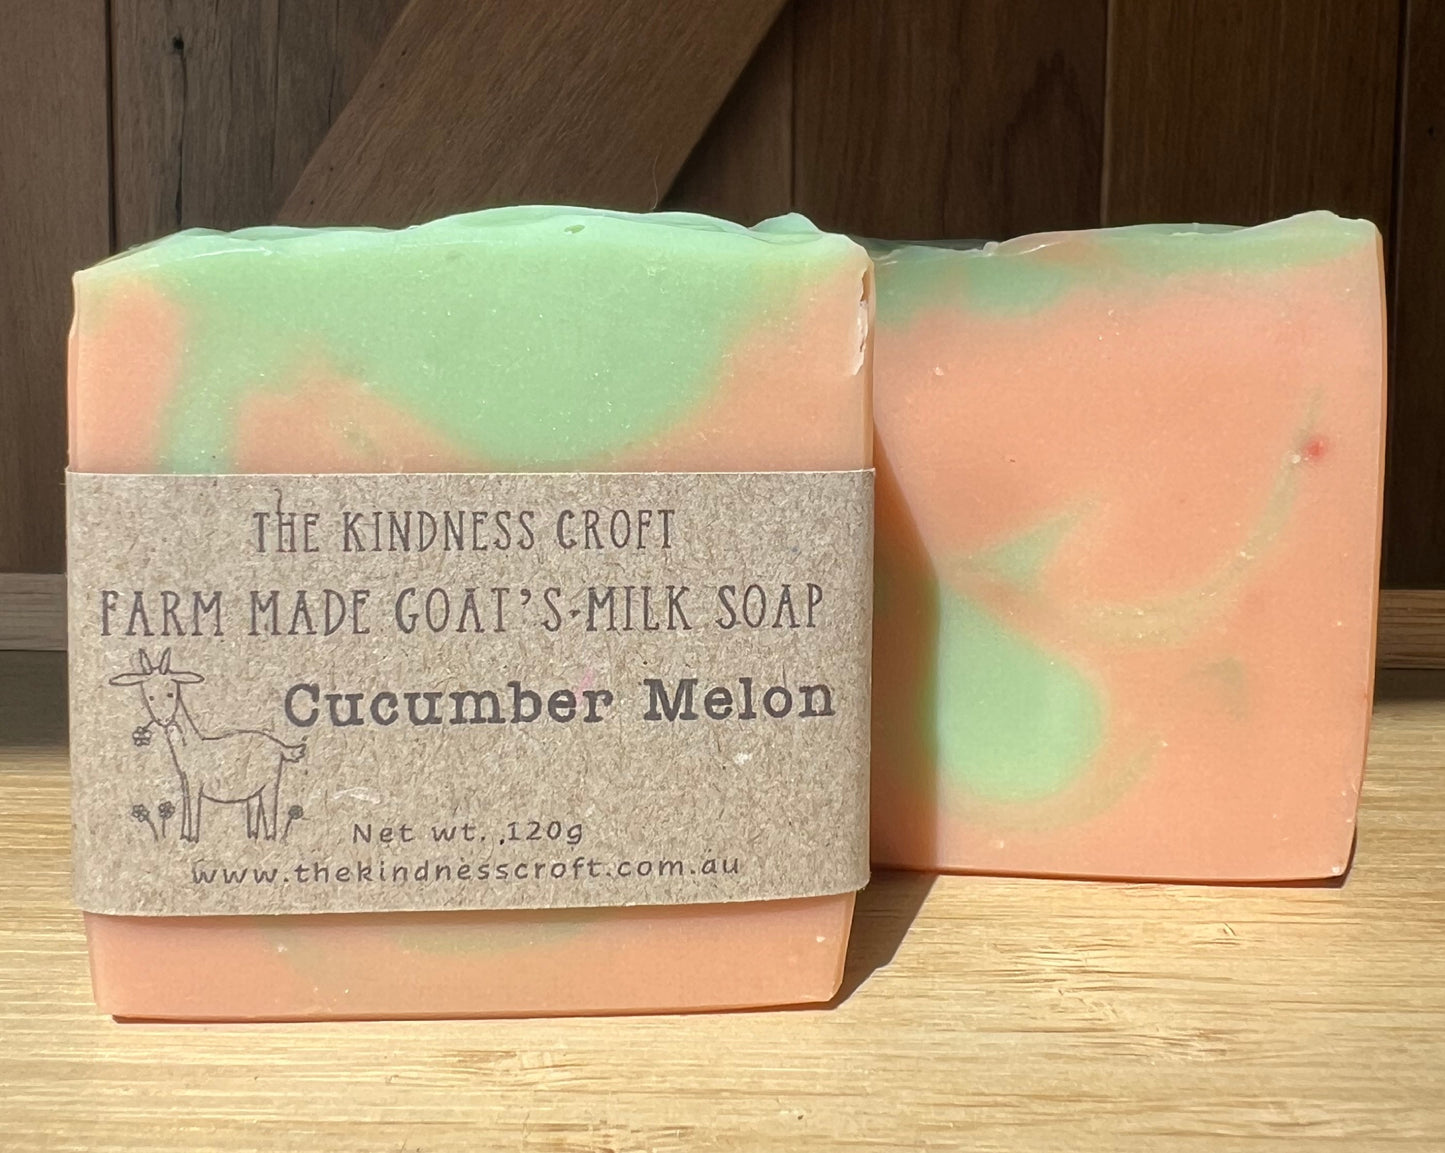 THE KINDNESS CROFT
FARM MADE GOAT'S MILK SOAP
Cucumber Melon
Net wt. 120g
www.thekindnesscroft.com.au